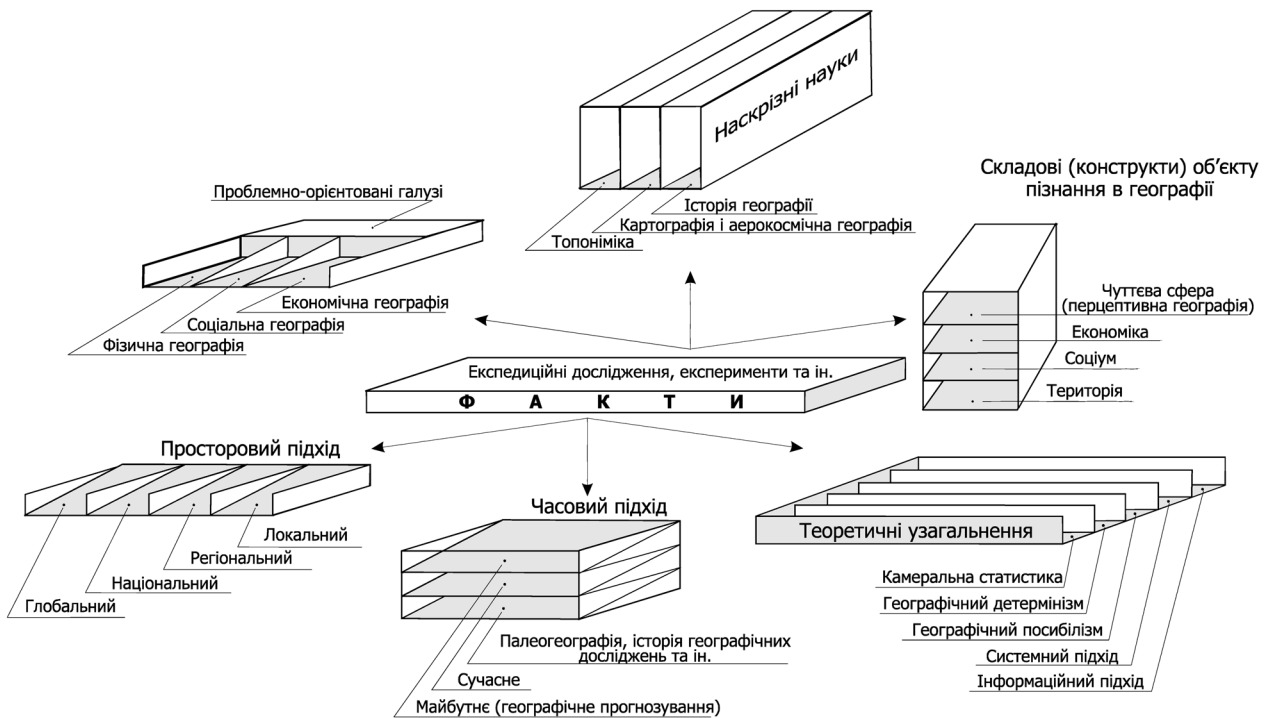 Наскрізні науки
Історія географії
Картографія і аерокосмічна географія
Топоніміка
Проблемно-орієнтовані галузі
Економічна географія
Соціальна географія
Фізична географія
Складові (конструкти) об’єкту
пізнання в географії
Чуттєва сфера
(перцептивна географія)
Економіка
Соціум
Територія
Експедиційні дослідження, експерименти та ін.
Ф А К Т И
Просторовий підхід
Локальний
Регіональний
Національний
Глобальний
Часовий підхід
Палеогеографія, історія географічних
досліджень та ін.
Сучасне
Майбутнє (географічне прогнозування)
Теоретичні узагальнення
Камеральна статистика
Географічний детермінізм
Географічний посибілізм
Системний підхід
Інформаційний підхід